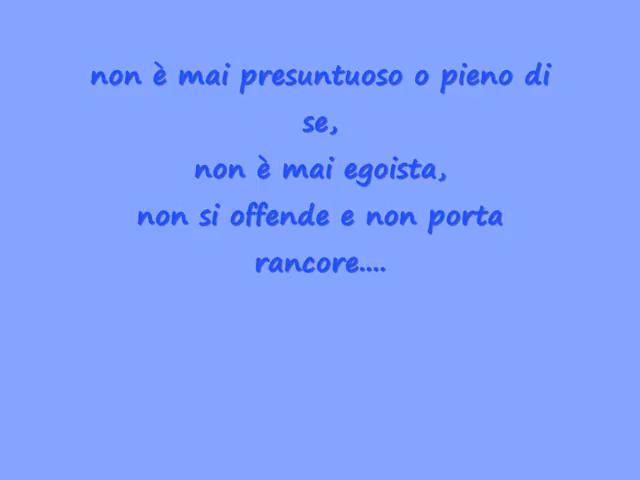 non è mai presuntuoso o pieno di
se,
non è mai egoista,
non si offende e non porta
rancore....